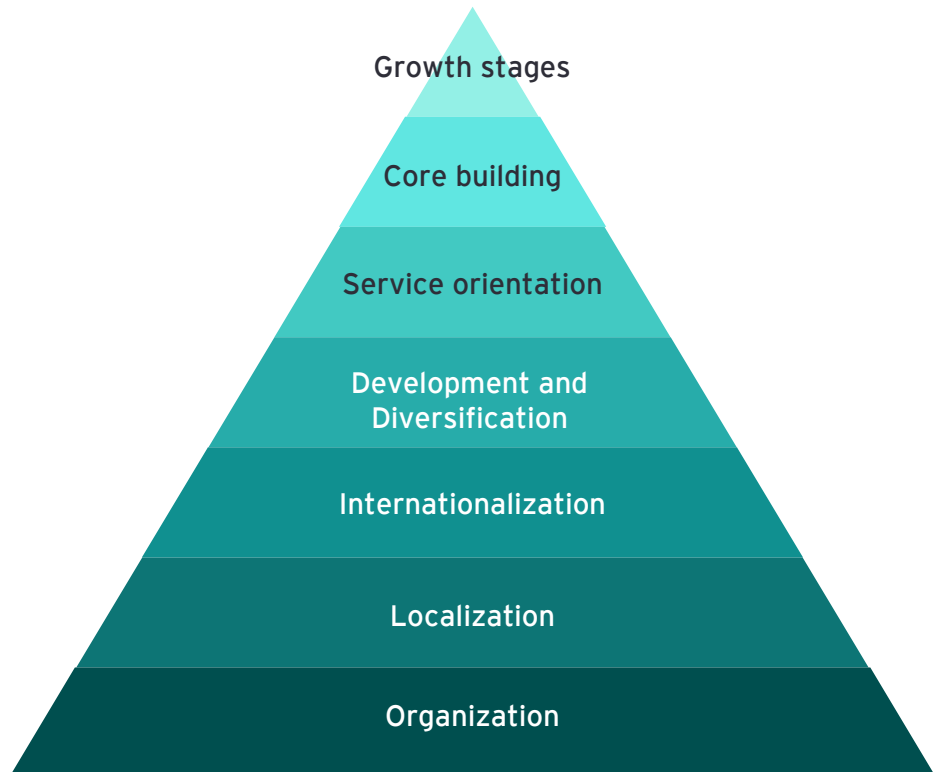 Growth stages
Core building
Service orientation
Development and
Diversification
Internationalization
Localization
Organization